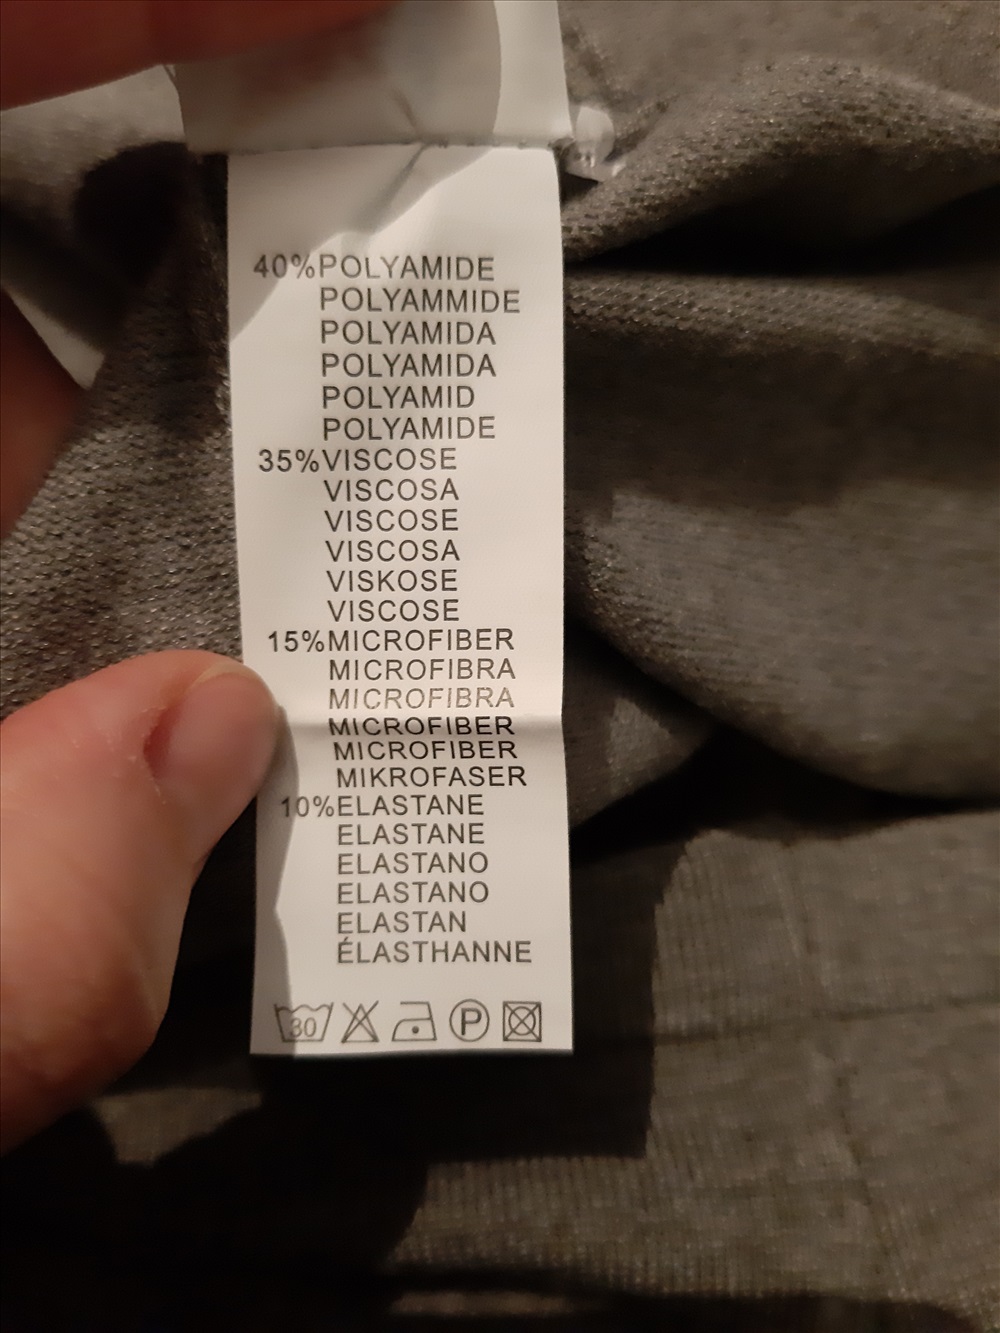 40%POLYAMIDE
POLYAMMIDE
POLYAMIDA
POLYAMIDA
POLYAMID
POLYAMIDE
35%VISCOSE
VISCOSA
VISCOSE
VISCOSA
VISKOSE
VISCOSE
15%MICROFIBER
MICROFIBRA
MICROFIBRA
MICROFIBER
MICROFIBER
MIKROFASER
10%ELASTANE
ELASTANE
ELASTANO
ELASTANO
ELASTAN
ÉLASTHANNE
30 P